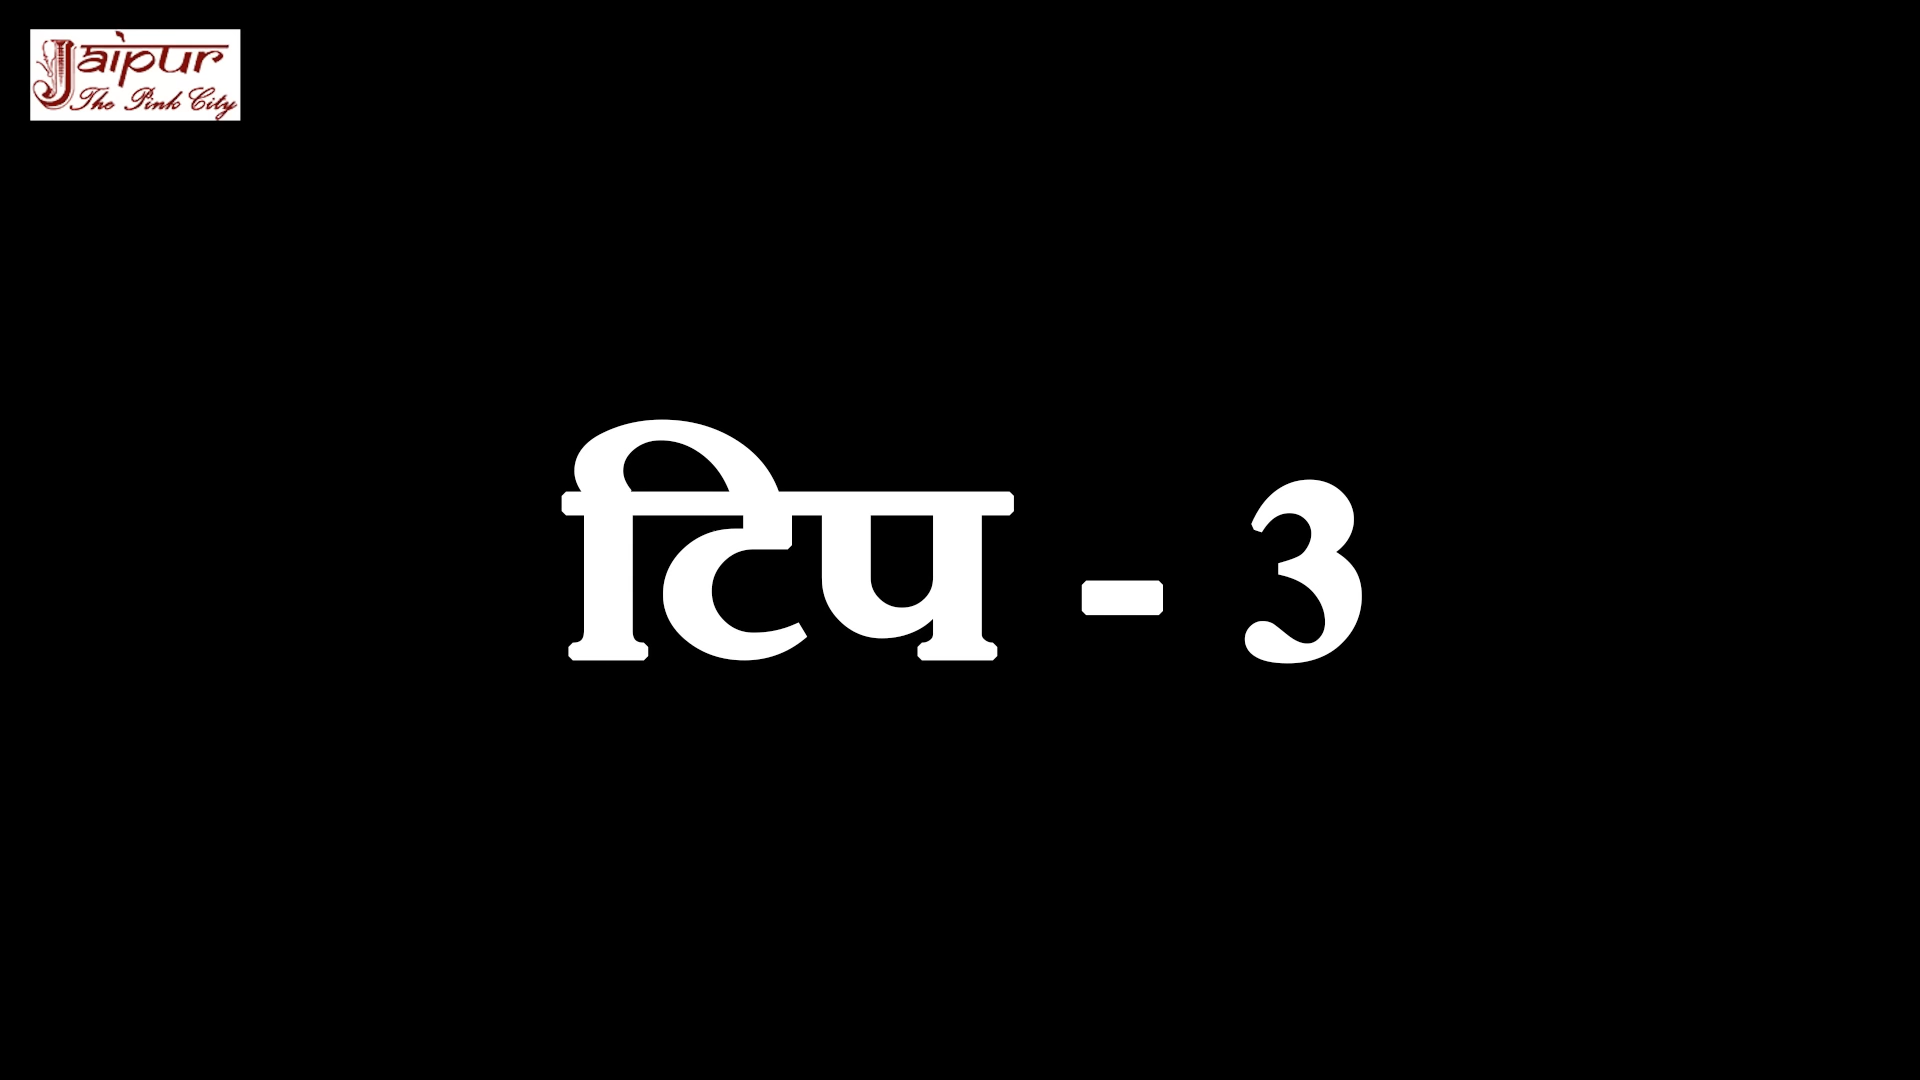 Jaipur
The Pink City
टिप - 3